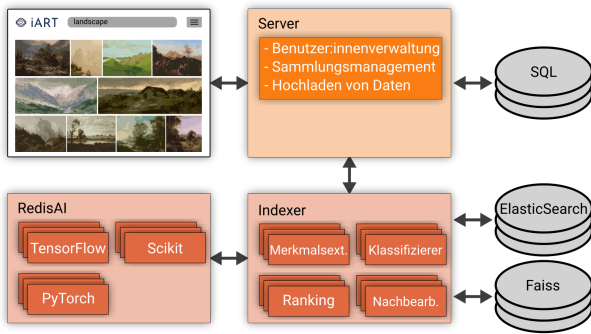 iART
landscape
Server
- Benutzer:innenverwaltung
- Sammlungsmanagement
- Hochladen von Daten
SQL
RedisAI
TensorFlow
Scikit
PyTorch
Indexer
Merkmalsext.
Klassifizierer
Ranking
Nachbearb.
ElasticSearch
Faiss